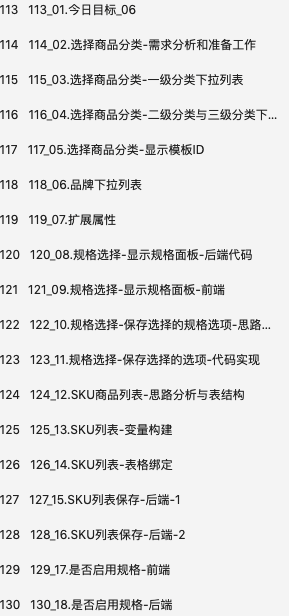 113 113_01.今日目标_06
114 114_02.选择商品分类-需求分析和准备工作
115 115_03.选择商品分类-一级分类下拉列表
116 116_04.选择商品分类-二级分类与三级分类下...
117 117_05.选择商品分类-显示模板ID
118 118_06.品牌下拉列表
119 119_07.扩展属性
120 120_08.规格选择-显示规格面板-后端代码
121 121_09.规格选择-显示规格面板-前端
122 122_10.规格选择-保存选择的规格选项-思路...
123 123_11.规格选择-保存选择的选项-代码实现
124 124_12.SKU商品列表-思路分析与表结构
125 125_13.SKU列表-变量构建
126 126_14.SKU列表-表格绑定
127 127_15.SKU列表保存-后端-1
128 128_16.SKU列表保存-后端-2
129 129_17.是否启用规格-前端
130 130_18.是否启用规格-后端